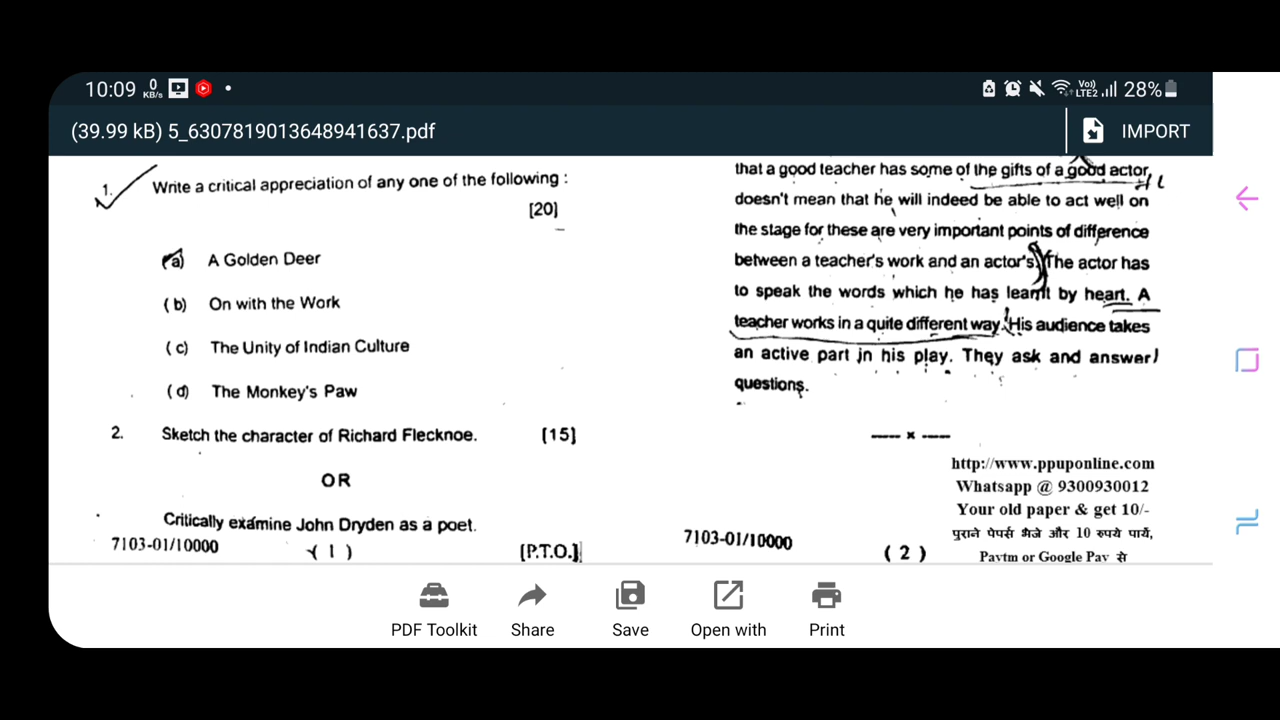 10:09 0 KB/s Vo)) LTE2 28%
(39.99 kB) 5_6307819013648941637.pdf IMPORT
1. Write a critical appreciation of any one of the following :
[20]
(a) A Golden Deer
(b) On with the Work
(c) The Unity of Indian Culture
(d) The Monkey's Paw
2. Sketch the character of Richard Flecknoe. [15]
OR
Critically examine John Dryden as a poet.
7103-01/10000 ( 1 ) [P.T.O.]
that a good teacher has some of the gifts of a good actor
doesn't mean that he will indeed be able to act well on
the stage for these are very important points of difference
between a teacher's work and an actor's. The actor has
to speak the words which he has learnt by heart. A
teacher works in a quite different way. His audience takes
an active part in his play. They ask and answer
questions.
---- x ----
http://www.ppuponline.com
Whatsapp @ 9300930012
Your old paper & get 10/-
पुराने पेपर्स भेजे और 10 रुपये पायें,
Paytm or Google Pay से
7103-01/10000 ( 2 )
PDF Toolkit Share Save Open with Print